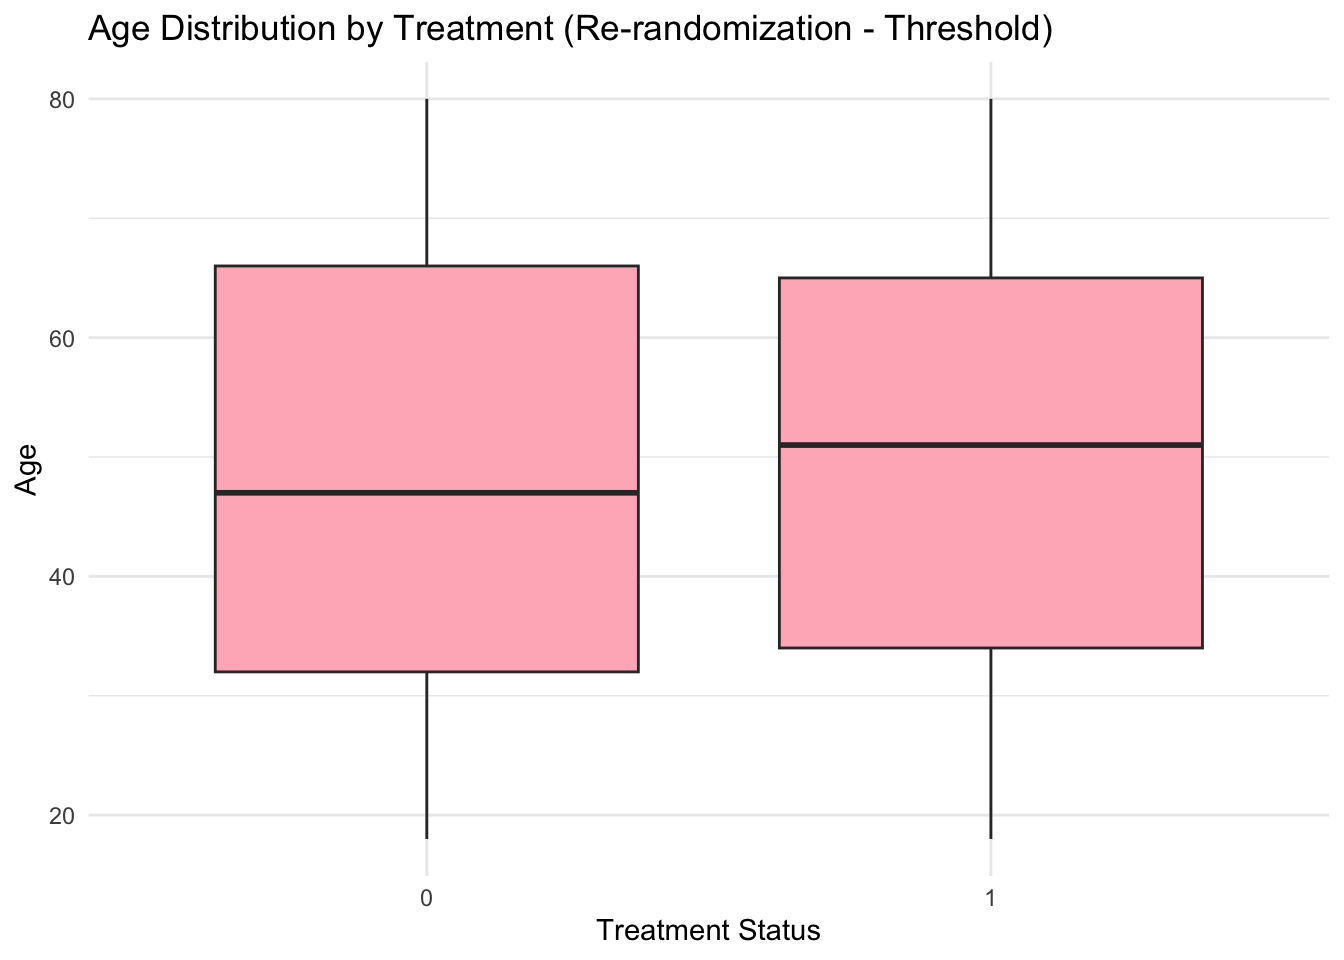 Age Distribution by Treatment (Re-randomization - Threshold)
80
60
40
20
Age
0 1
Treatment Status